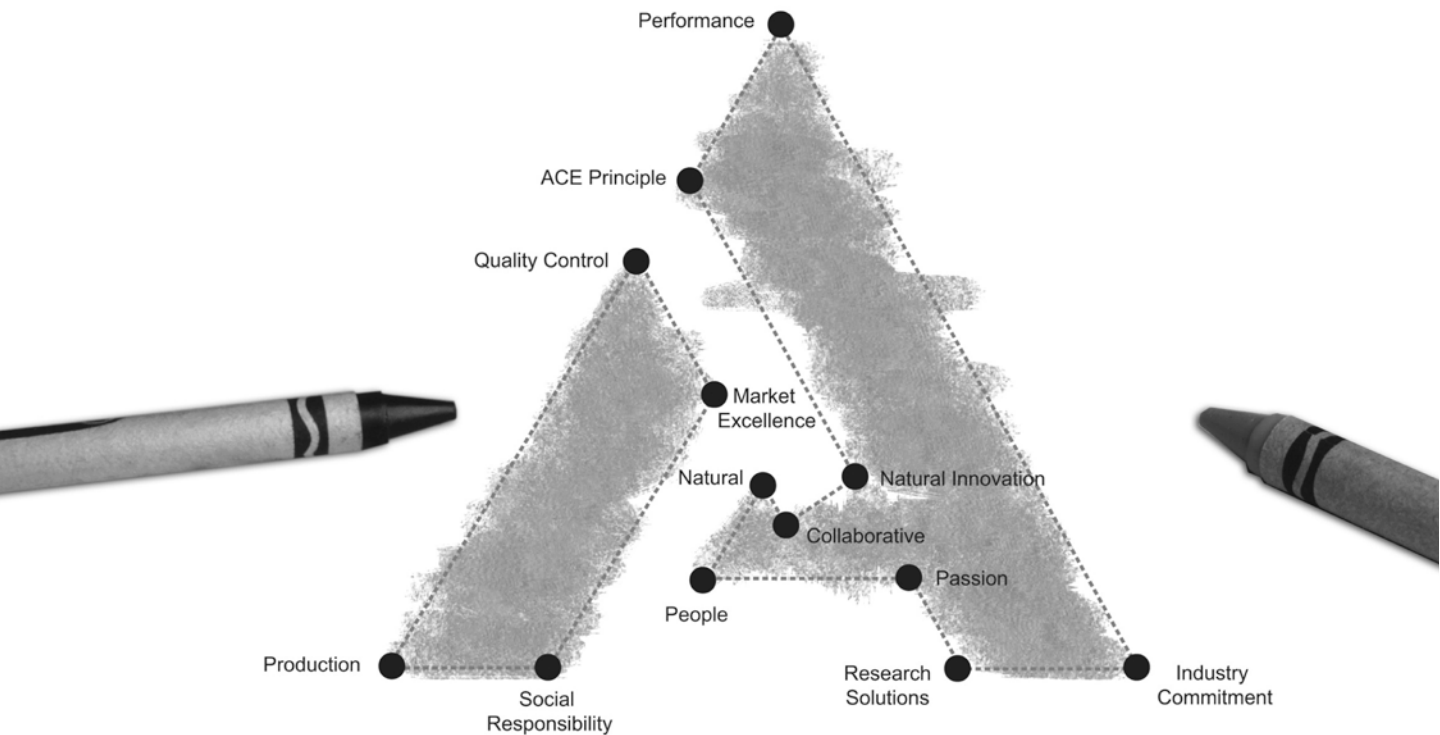 Performance
ACE Principle
Quality Control
Market
Excellence
Natural
Natural Innovation
Collaborative
Passion
People
Production
Social
Responsibility
Research
Solutions
Industry
Commitment